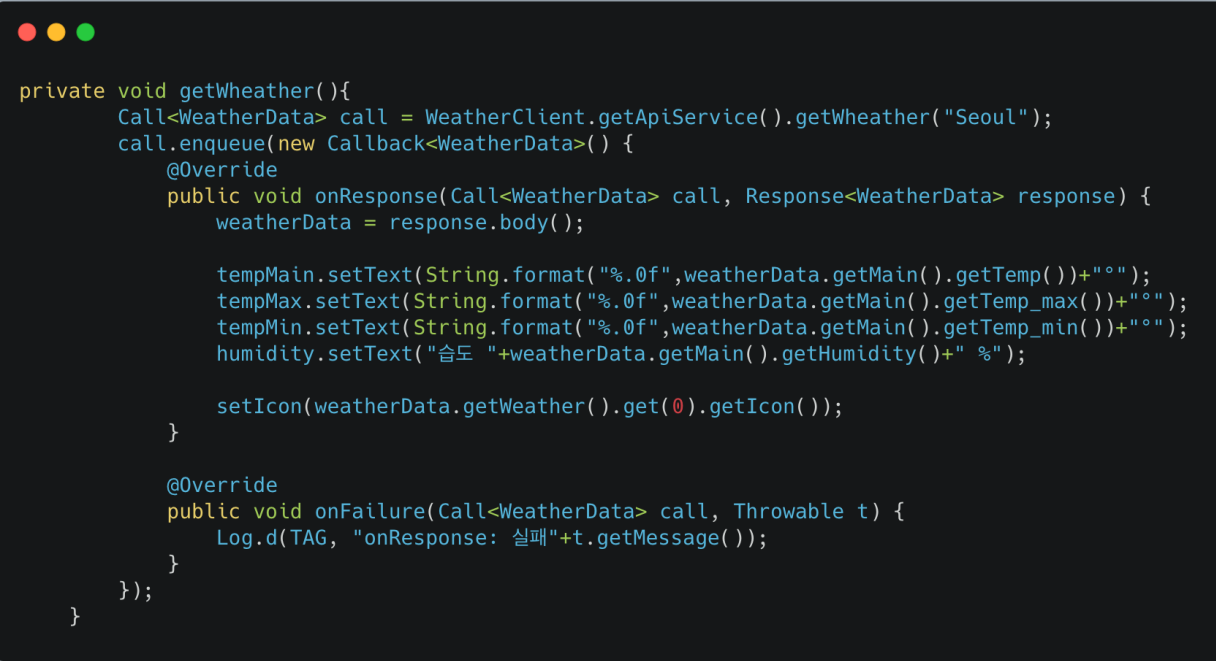 private void getWheather(){
Call<WeatherData> call = WeatherClient.getApiService().getWheather("Seoul");
call.enqueue(new Callback<WeatherData>() {
@Override
public void onResponse(Call<WeatherData> call, Response<WeatherData> response) {
weatherData = response.body();
tempMain.setText(String.format("%.0f",weatherData.getMain().getTemp())+"°");
tempMax.setText(String.format("%.0f",weatherData.getMain().getTemp_max())+"°");
tempMin.setText(String.format("%.0f",weatherData.getMain().getTemp_min())+"°");
humidity.setText("습도 "+weatherData.getMain().getHumidity()+" %");
setIcon(weatherData.getWeather().get(0).getIcon());
}
@Override
public void onFailure(Call<WeatherData> call, Throwable t) {
Log.d(TAG, "onResponse: 실패"+t.getMessage());
}
});
}